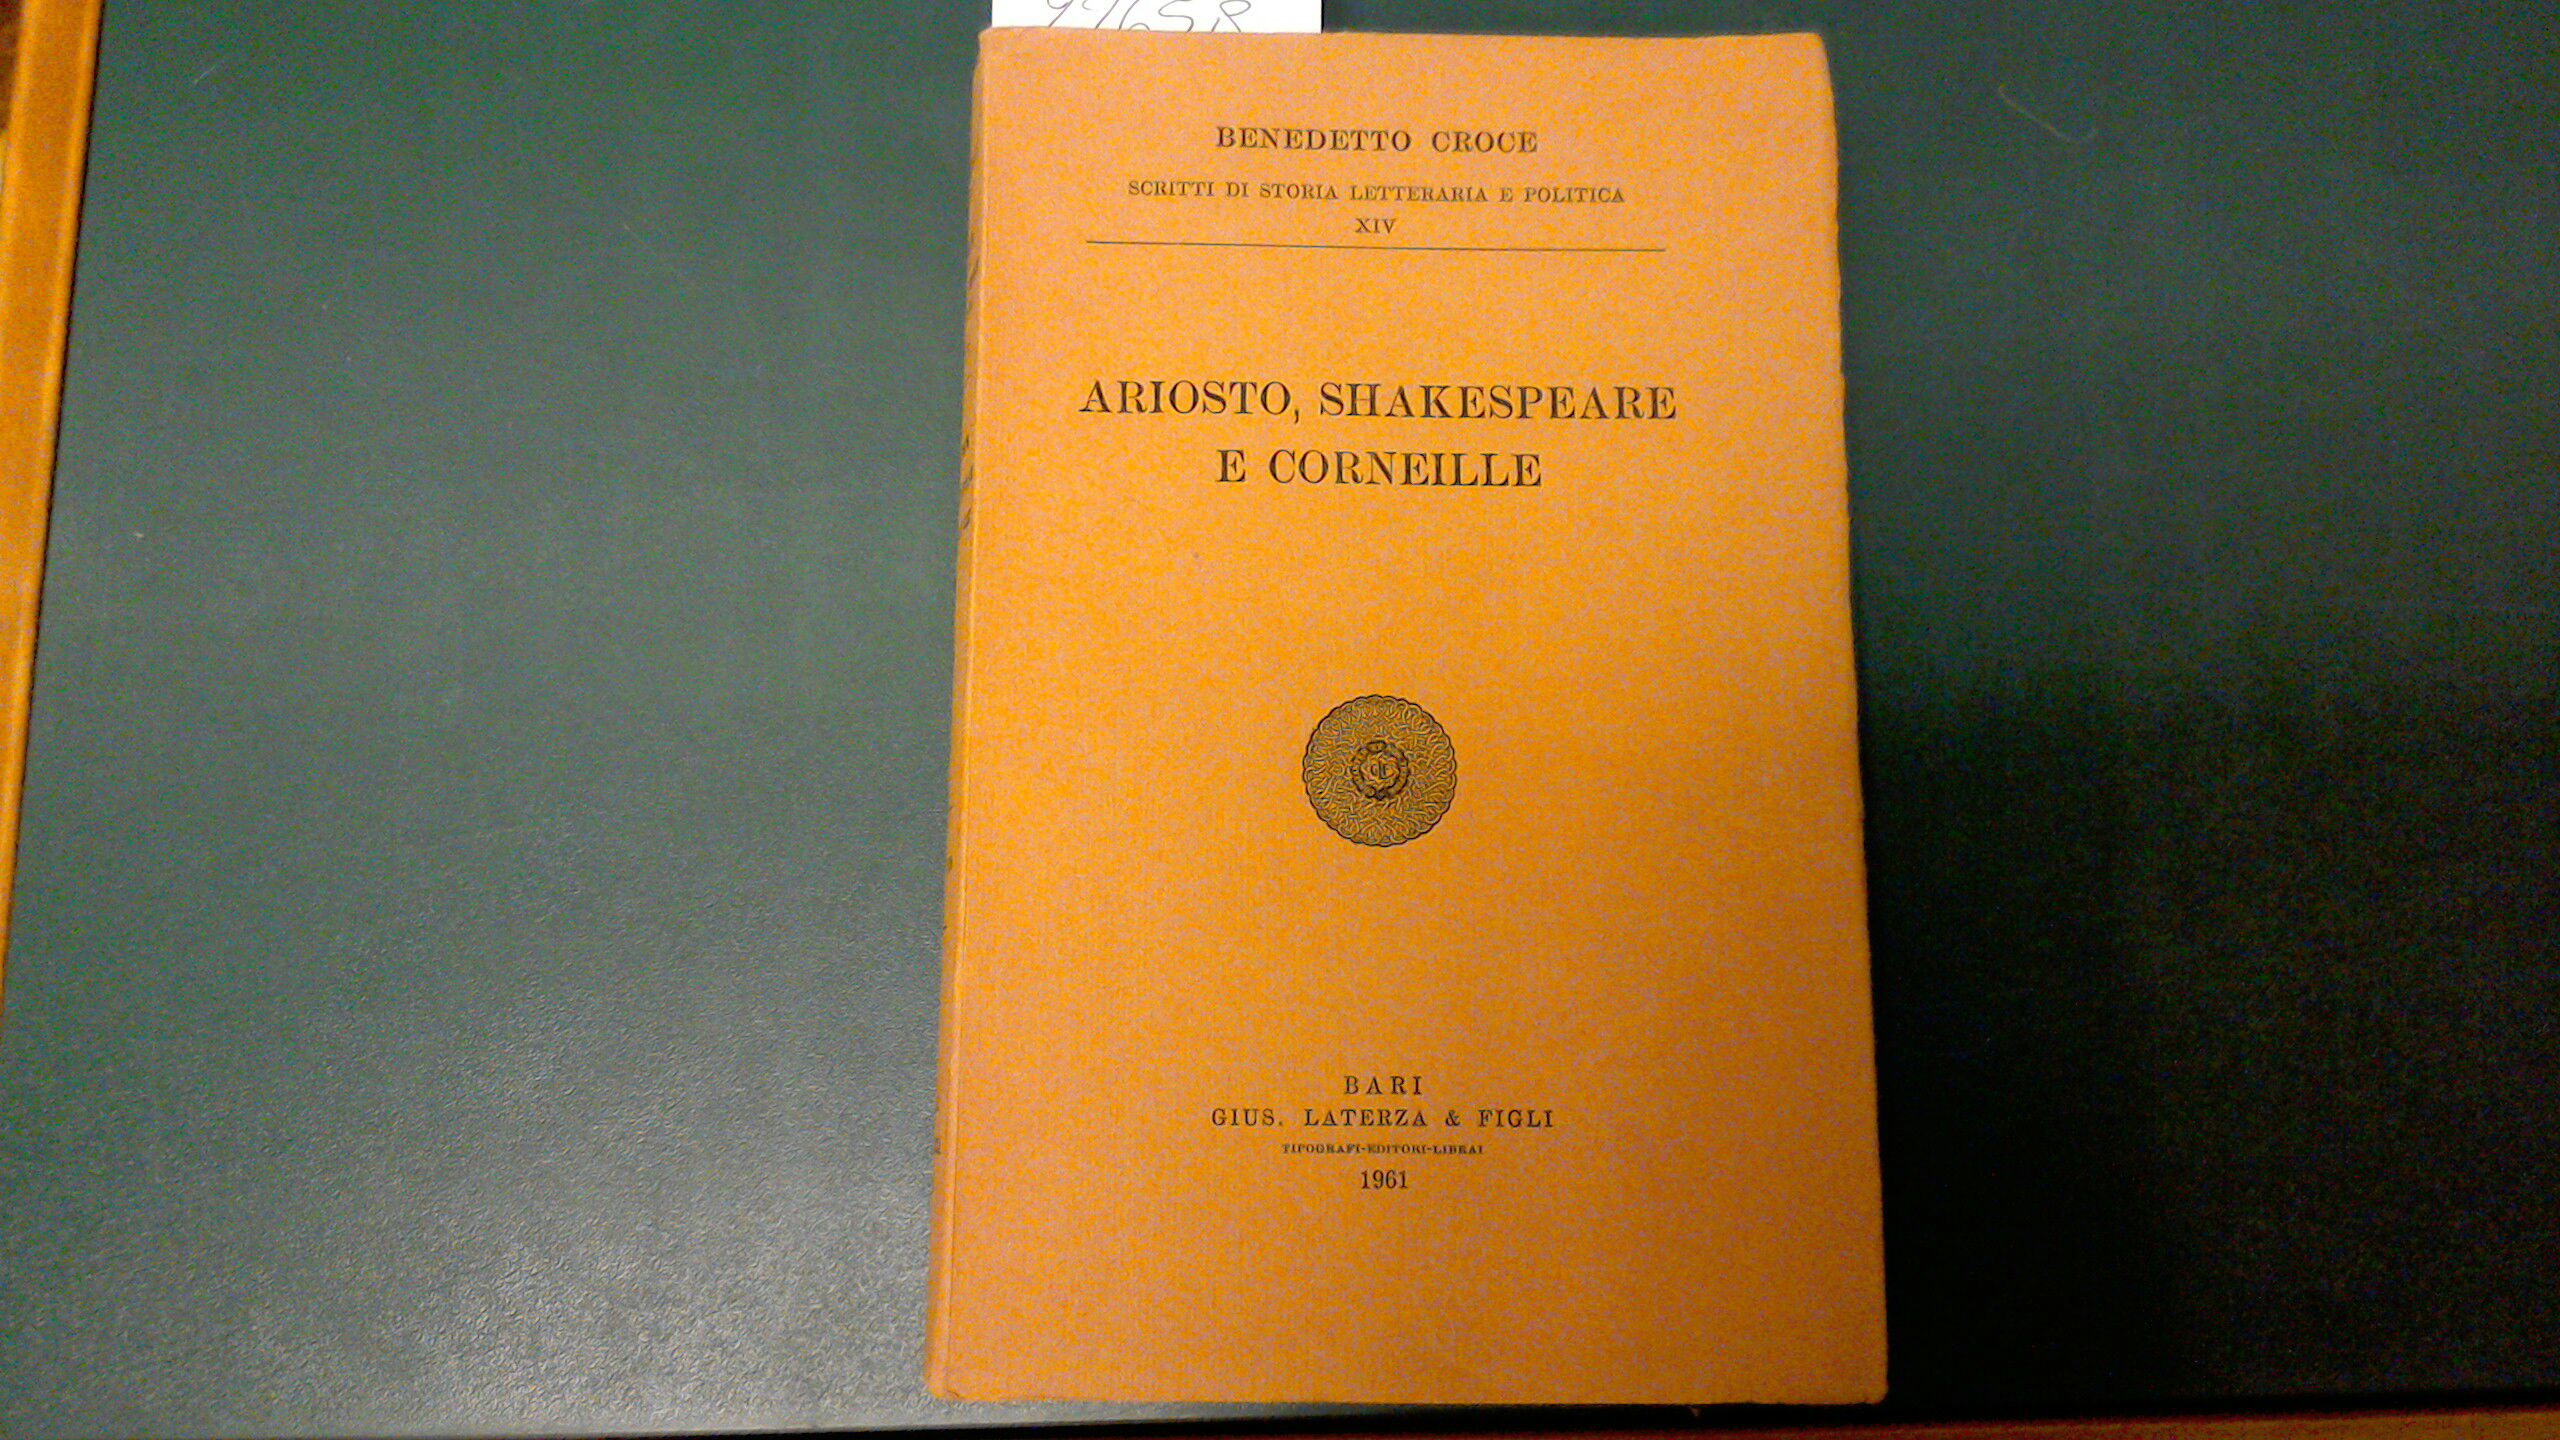 BENEDETTO CROCE
SCRITTI DI STORIA LETTERARIA E POLITICA
XIV
ARIOSTO, SHAKESPEARE
E CORNEILLE
BARI
GIUS. LATERZA & FIGLI
TIPOGRAFI-EDITORI-LIBRAI
1961